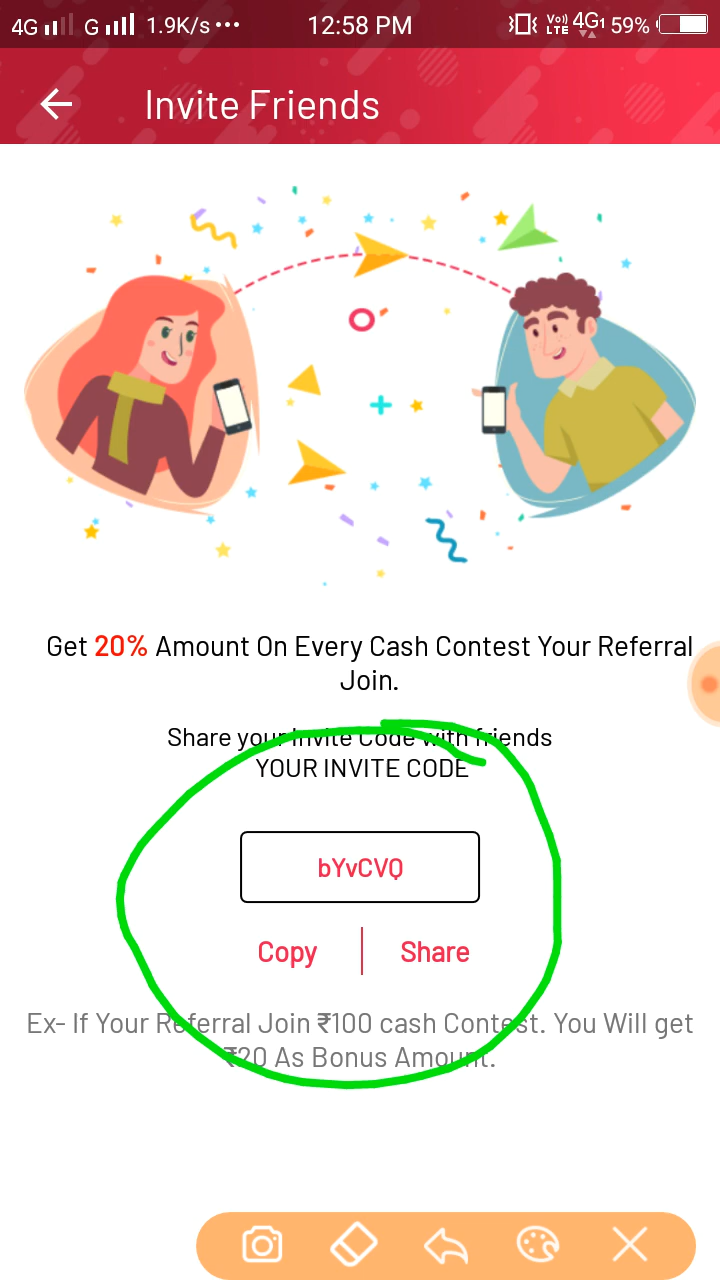 4G G 1.9K/s ••• 12:58 PM Vo)) LTE 4G1 59%
Invite Friends
Get 20% Amount On Every Cash Contest Your Referral
Join.
Share your Invite Code with friends
YOUR INVITE CODE
bYvCVQ
Copy | Share
Ex- If Your Referral Join ₹100 cash Contest. You Will get
₹20 As Bonus Amount.